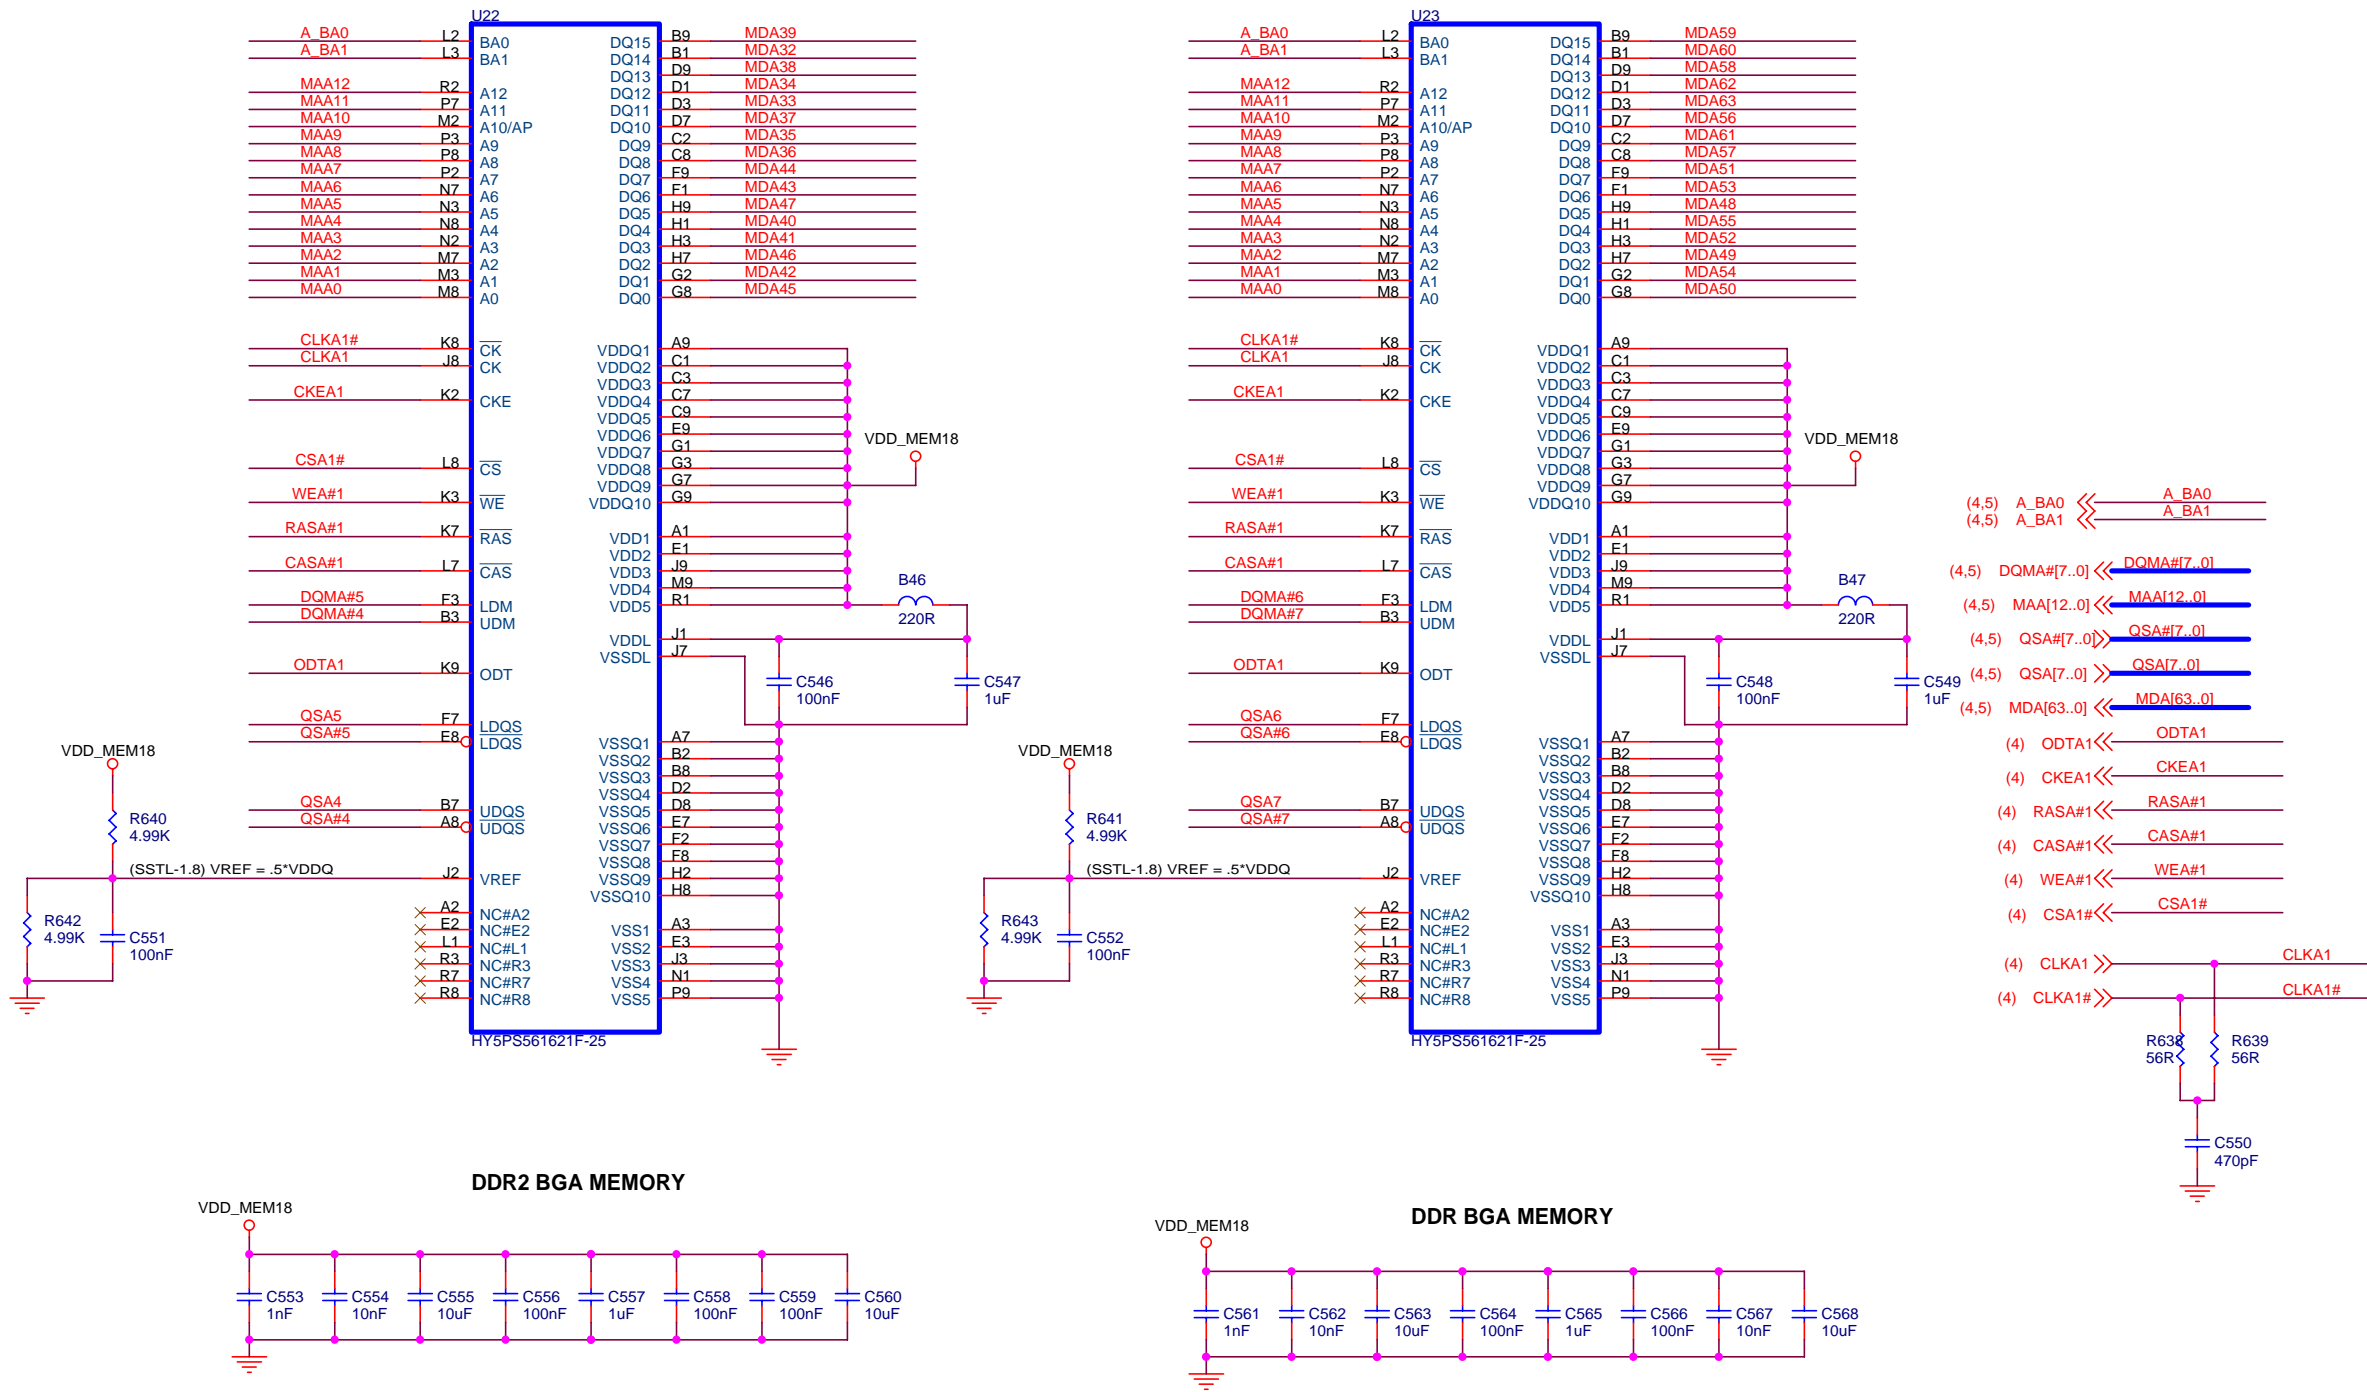 U22
A_BA0 L2 BA0 DQ15 B9 MDA39
A_BA1 L3 BA1 DQ14 B1 MDA32
DQ13 D9 MDA38
MAA12 R2 A12 DQ12 D1 MDA34
MAA11 P7 A11 DQ11 D3 MDA33
MAA10 M2 A10/AP DQ10 D7 MDA37
MAA9 P3 A9 DQ9 C2 MDA35
MAA8 P8 A8 DQ8 C8 MDA36
MAA7 P2 A7 DQ7 F9 MDA44
MAA6 N7 A6 DQ6 F1 MDA43
MAA5 N3 A5 DQ5 H9 MDA47
MAA4 N8 A4 DQ4 H1 MDA40
MAA3 N2 A3 DQ3 H3 MDA41
MAA2 M7 A2 DQ2 H7 MDA46
MAA1 M3 A1 DQ1 G2 MDA42
MAA0 M8 A0 DQ0 G8 MDA45
CLKA1# K8 CK VDDQ1 A9
CLKA1 J8 CK VDDQ2 C1
VDDQ3 C3
CKEA1 K2 CKE VDDQ4 C7
VDDQ5 C9
VDDQ6 E9
VDDQ7 G1
VDD_MEM18
CSA1# L8 CS VDDQ8 G3
VDDQ9 G7
WEA#1 K3 WE VDDQ10 G9
RASA#1 K7 RAS VDD1 A1
VDD2 E1
CASA#1 L7 CAS VDD3 J9
VDD4 M9
DQMA#5 F3 LDM VDD5 R1
B46
220R
DQMA#4 B3 UDM
VDDL J1
VSSDL J7
ODTA1 K9 ODT
C546
100nF
C547
1uF
QSA5 F7 LDQS
QSA#5 E8 LDQS VSSQ1 A7
VSSQ2 B2
VSSQ3 B8
VSSQ4 D2
QSA4 B7 UDQS VSSQ5 D8
QSA#4 A8 UDQS VSSQ6 E7
VSSQ7 F2
VSSQ8 F8
VDD_MEM18
R640
4.99K
(SSTL-1.8) VREF = .5*VDDQ J2 VREF VSSQ9 H2
VSSQ10 H8
R642
4.99K
C551
100nF
A2 NC#A2
E2 NC#E2 VSS1 A3
L1 NC#L1 VSS2 E3
R3 NC#R3 VSS3 J3
R7 NC#R7 VSS4 N1
R8 NC#R8 VSS5 P9
HY5PS561621F-25
U23
A_BA0 L2 BA0 DQ15 B9 MDA59
A_BA1 L3 BA1 DQ14 B1 MDA60
DQ13 D9 MDA58
MAA12 R2 A12 DQ12 D1 MDA62
MAA11 P7 A11 DQ11 D3 MDA63
MAA10 M2 A10/AP DQ10 D7 MDA56
MAA9 P3 A9 DQ9 C2 MDA61
MAA8 P8 A8 DQ8 C8 MDA57
MAA7 P2 A7 DQ7 F9 MDA51
MAA6 N7 A6 DQ6 F1 MDA53
MAA5 N3 A5 DQ5 H9 MDA48
MAA4 N8 A4 DQ4 H1 MDA55
MAA3 N2 A3 DQ3 H3 MDA52
MAA2 M7 A2 DQ2 H7 MDA49
MAA1 M3 A1 DQ1 G2 MDA54
MAA0 M8 A0 DQ0 G8 MDA50
CLKA1# K8 CK VDDQ1 A9
CLKA1 J8 CK VDDQ2 C1
VDDQ3 C3
CKEA1 K2 CKE VDDQ4 C7
VDDQ5 C9
VDDQ6 E9
VDDQ7 G1
VDD_MEM18
CSA1# L8 CS VDDQ8 G3
VDDQ9 G7
WEA#1 K3 WE VDDQ10 G9
RASA#1 K7 RAS VDD1 A1
VDD2 E1
CASA#1 L7 CAS VDD3 J9
VDD4 M9
DQMA#6 F3 LDM VDD5 R1
B47
220R
DQMA#7 B3 UDM
VDDL J1
VSSDL J7
ODTA1 K9 ODT
C548
100nF
C549
1uF
QSA6 F7 LDQS
QSA#6 E8 LDQS VSSQ1 A7
VSSQ2 B2
VSSQ3 B8
VSSQ4 D2
QSA7 B7 UDQS VSSQ5 D8
QSA#7 A8 UDQS VSSQ6 E7
VSSQ7 F2
VSSQ8 F8
VDD_MEM18
R641
4.99K
(SSTL-1.8) VREF = .5*VDDQ J2 VREF VSSQ9 H2
VSSQ10 H8
R643
4.99K
C552
100nF
A2 NC#A2
E2 NC#E2 VSS1 A3
L1 NC#L1 VSS2 E3
R3 NC#R3 VSS3 J3
R7 NC#R7 VSS4 N1
R8 NC#R8 VSS5 P9
HY5PS561621F-25
(4,5) A_BA0 A_BA0
(4,5) A_BA1 A_BA1
(4,5) DQMA#[7..0] DQMA#[7..0]
(4,5) MAA[12..0] MAA[12..0]
(4,5) QSA#[7..0] QSA#[7..0]
(4,5) QSA[7..0] QSA[7..0]
(4,5) MDA[63..0] MDA[63..0]
(4) ODTA1 ODTA1
(4) CKEA1 CKEA1
(4) RASA#1 RASA#1
(4) CASA#1 CASA#1
(4) WEA#1 WEA#1
(4) CSA1# CSA1#
(4) CLKA1 CLKA1
(4) CLKA1# CLKA1#
R638
56R
R639
56R
C550
470pF
DDR2 BGA MEMORY
VDD_MEM18
C553 C554 C555 C556 C557 C558 C559 C560
1nF 10nF 10uF 100nF 1uF 100nF 100nF 10uF
DDR BGA MEMORY
VDD_MEM18
C561 C562 C563 C564 C565 C566 C567 C568
1nF 10nF 10uF 100nF 1uF 100nF 10nF 10uF